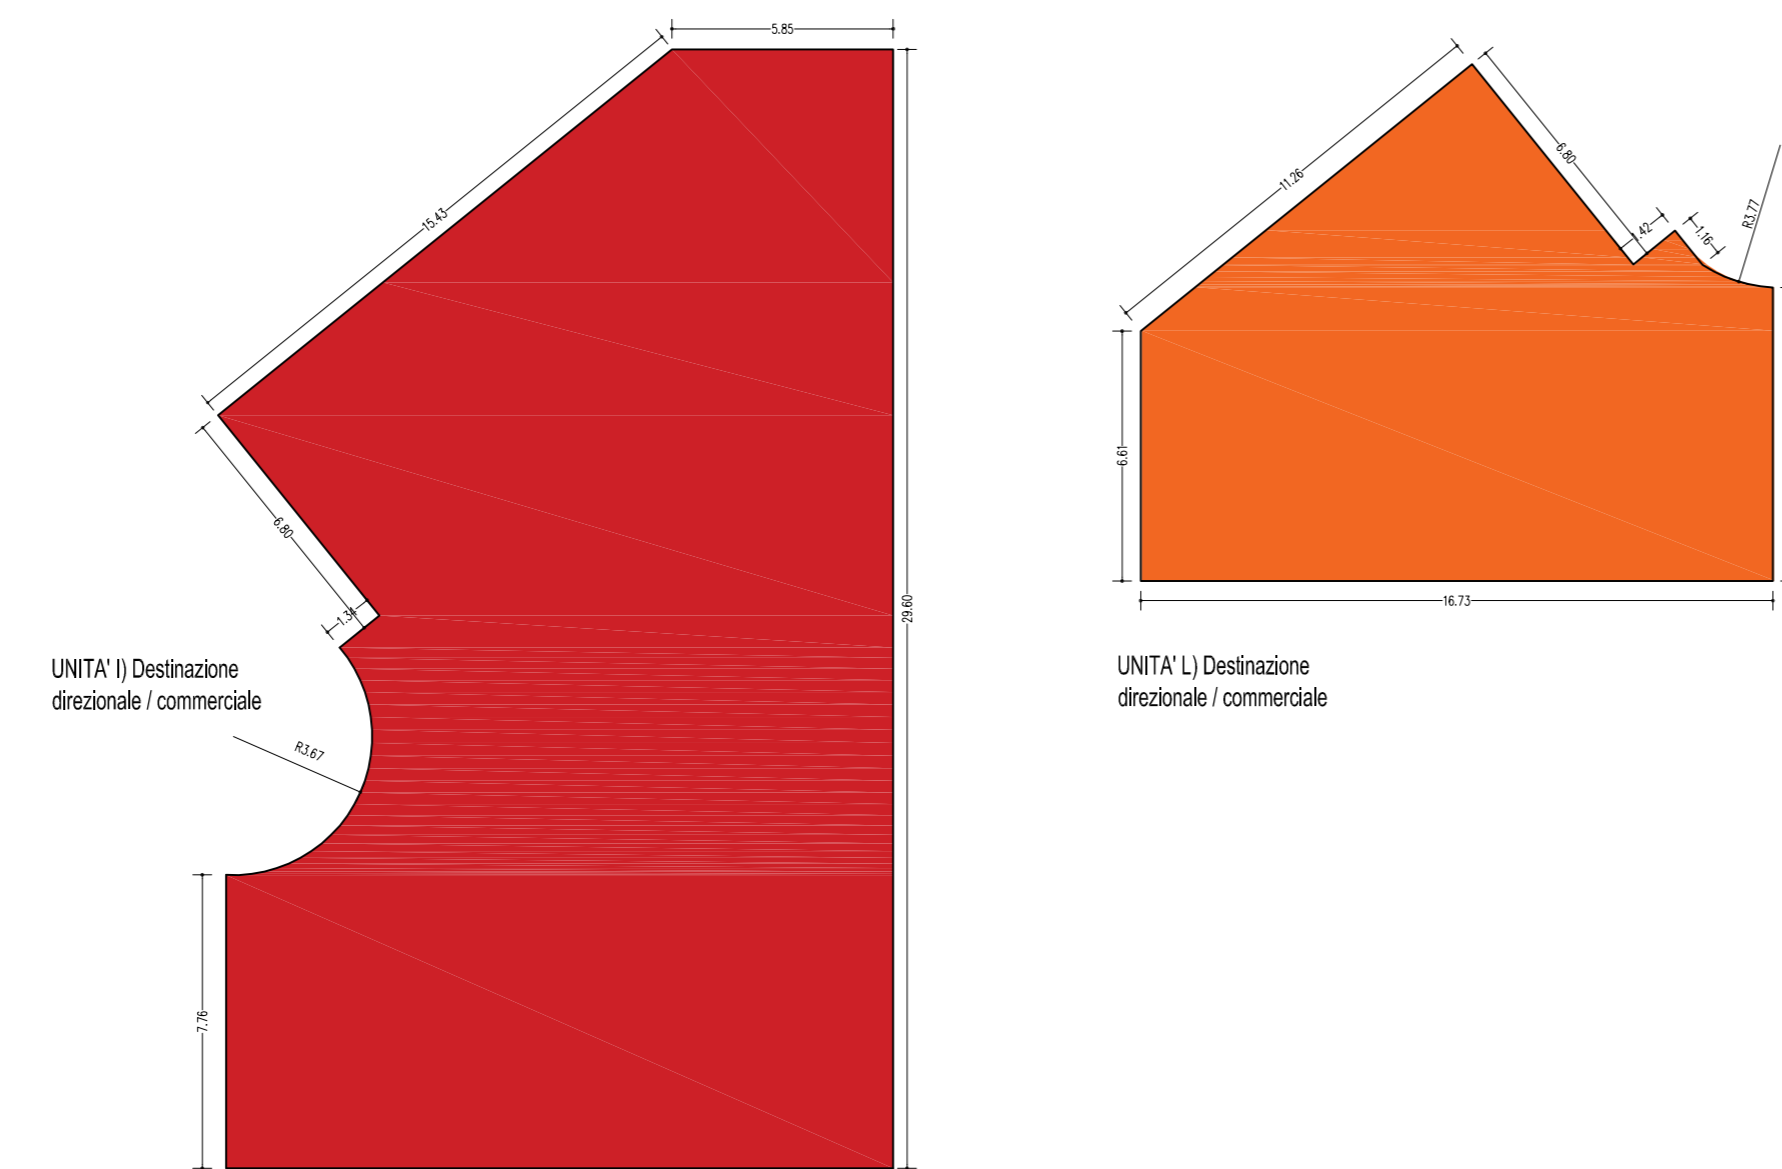 5.85
15.43
6.80
1.34
29.60
UNITA' I) Destinazione
direzionale / commerciale
R3.67
7.76
11.26
6.80
1.42
1.16
R3.77
6.61
16.73
UNITA' L) Destinazione
direzionale / commerciale